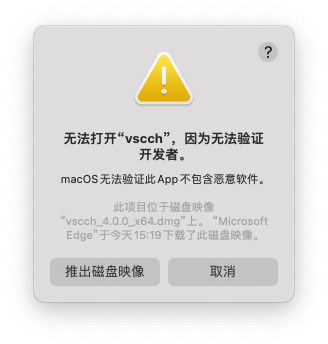 ?
无法打开“vscch”，因为无法验证
开发者。
macOS无法验证此App不包含恶意软件。
此项目位于磁盘映像
“vscch_4.0.0_x64.dmg”上。“Microsoft
Edge”于今天15:19下载了此磁盘映像。
推出磁盘映像
取消